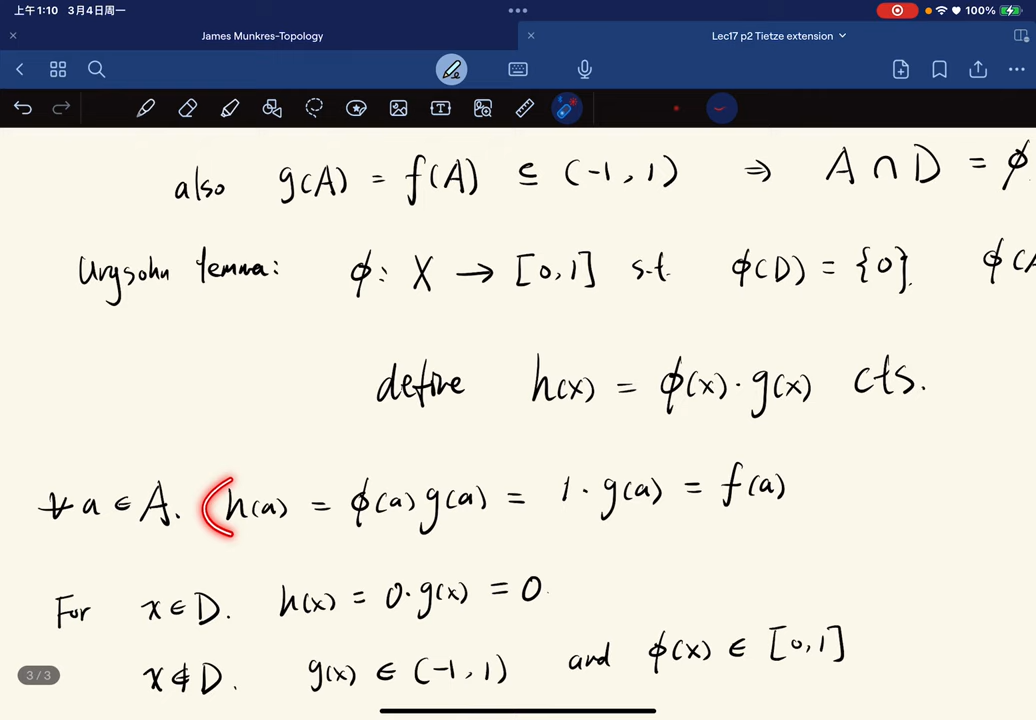 上午1:10 3月4日周一 100%
James Munkres-Topology
Lec17 p2 Tietze extension
also g(A) = f(A) ⊆ (-1, 1) ⇒ A ∩ D = ϕ
Urysohn lemma: ϕ: X → [0,1] s.t. ϕ(D) = {0}. ϕ(A
define h(x) = ϕ(x)·g(x) cts.
∀ a ∈ A. h(a) = ϕ(a) g(a) = 1·g(a) = f(a)
For x ∈ D. h(x) = 0·g(x) = 0.
x ∉ D. g(x) ∈ (-1, 1) and ϕ(x) ∈ [0,1]
3/3